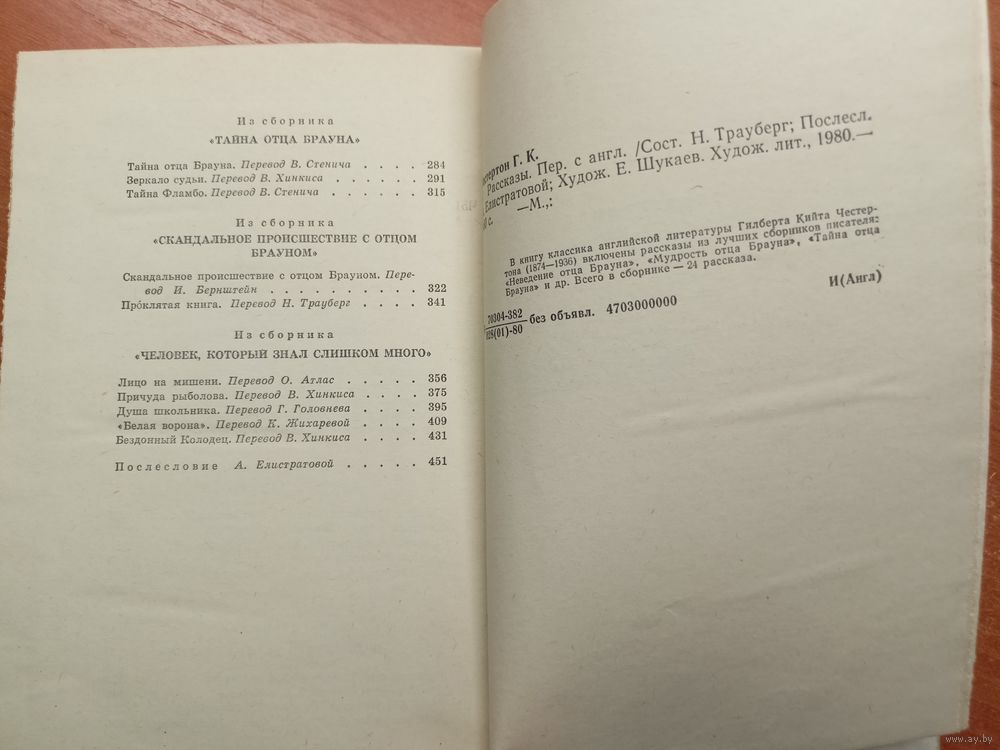 Из сборника
«ТАЙНА ОТЦА БРАУНА»
Тайна отца Брауна. Перевод В. Стенича . . . . 284
Зеркало судьи. Перевод В. Хинкиса . . . . . . 291
Тайна Фламбо. Перевод В. Стенича . . . . . 315
Из сборника
«СКАНДАЛЬНОЕ ПРОИСШЕСТВИЕ С ОТЦОМ
БРАУНОМ»
Скандальное происшествие с отцом Брауном. Пере-
вод И. Бернштейн . . . . . . . . . . 322
Проклятая книга. Перевод Н. Трауберг . . . . 341
Из сборника
«ЧЕЛОВЕК, КОТОРЫЙ ЗНАЛ СЛИШКОМ МНОГО»
Лицо на мишени. Перевод О. Атлас . . . . . 356
Причуда рыболова. Перевод В. Хинкиса . . . . 375
Душа школьника. Перевод Г. Головнева . . . . 395
«Белая ворона». Перевод К. Жихаревой . . . . 409
Бездонный Колодец. Перевод В. Хинкиса . . . . 431
Послесловие А. Елистратовой . . . . . 451
стертон Г. К.
Рассказы. Пер. с англ. /Сост. Н. Трауберг; Послесл.
Елистратовой; Худож. Е. Шукаев. Худож. лит., 1980.—
с. —М.,:
В книгу классика английской литературы Гилберта Кийта Честер-
тона (1874—1936) включены рассказы из лучших сборников писателя:
«Неведение отца Брауна», «Мудрость отца Брауна», «Тайна отца
Брауна» и др. Всего в сборнике — 24 рассказа.
70304-382
028(01)-80 без объявл. 4703000000
И(Англ)
www.ay.by